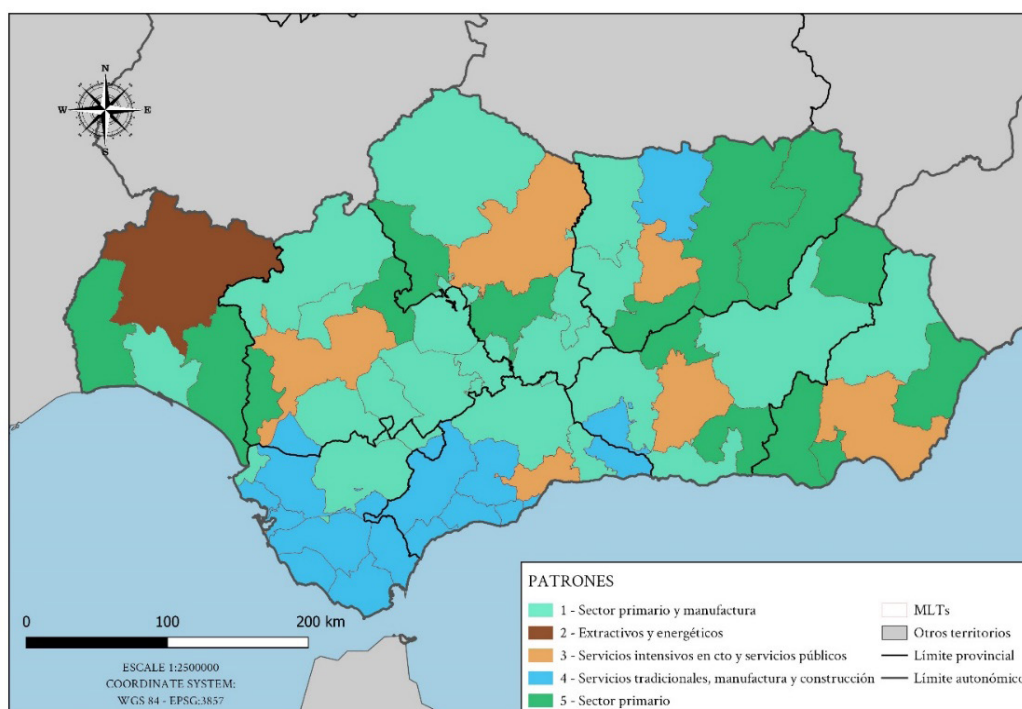 N
W E
S
0 100 200 km
ESCALE 1:2500000
COORDINATE SYSTEM:
WGS 84 - EPSG:3857
PATRONES
1 - Sector primario y manufactura
2 - Extractivos y energéticos
3 - Servicios intensivos en cto y servicios públicos
4 - Servicios tradicionales, manufactura y construcción
5 - Sector primario
MLTs
Otros territorios
Límite provincial
Límite autonómico